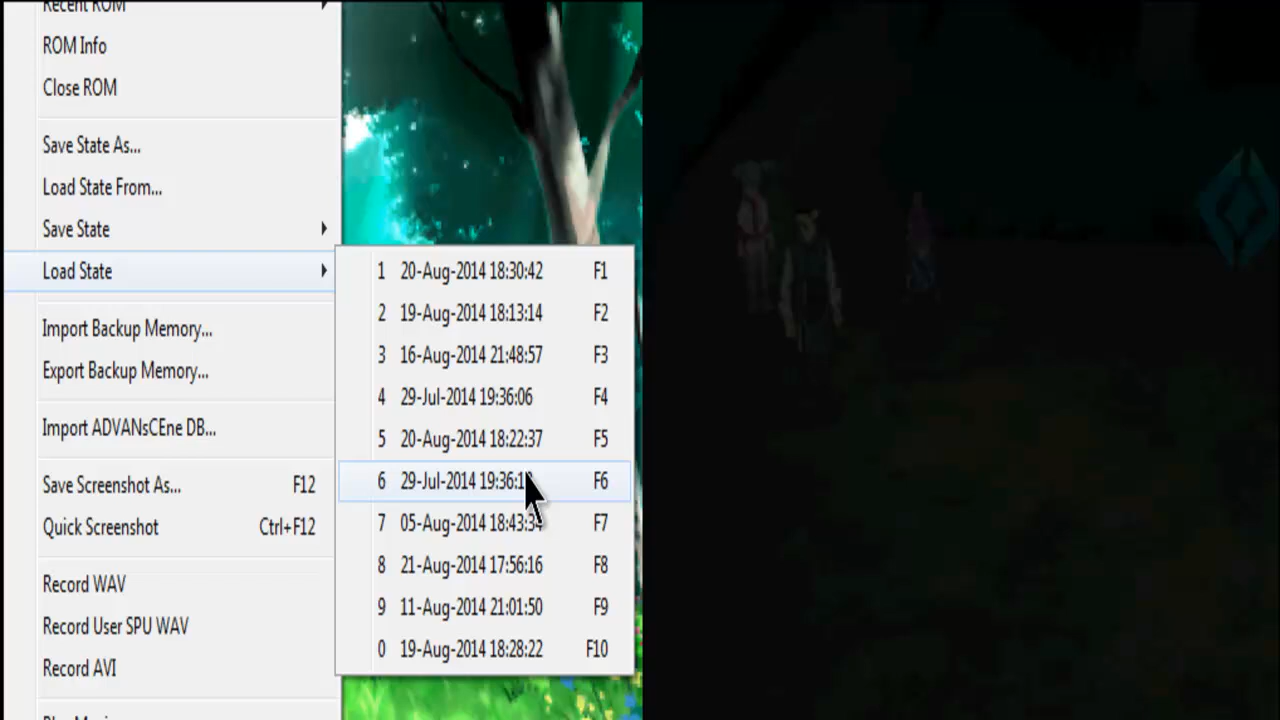 Recent ROM
ROM Info
Close ROM
Save State As...
Load State From...
Save State
Load State
Import Backup Memory...
Export Backup Memory...
Import ADVANsCEne DB...
Save Screenshot As... F12
Quick Screenshot Ctrl+F12
Record WAV
Record User SPU WAV
Record AVI
1 20-Aug-2014 18:30:42 F1
2 19-Aug-2014 18:13:14 F2
3 16-Aug-2014 21:48:57 F3
4 29-Jul-2014 19:36:06 F4
5 20-Aug-2014 18:22:37 F5
6 29-Jul-2014 F6
7 05-Aug-2014 18:43:34 F7
8 21-Aug-2014 17:56:16 F8
9 11-Aug-2014 21:01:50 F9
0 19-Aug-2014 18:28:22 F10